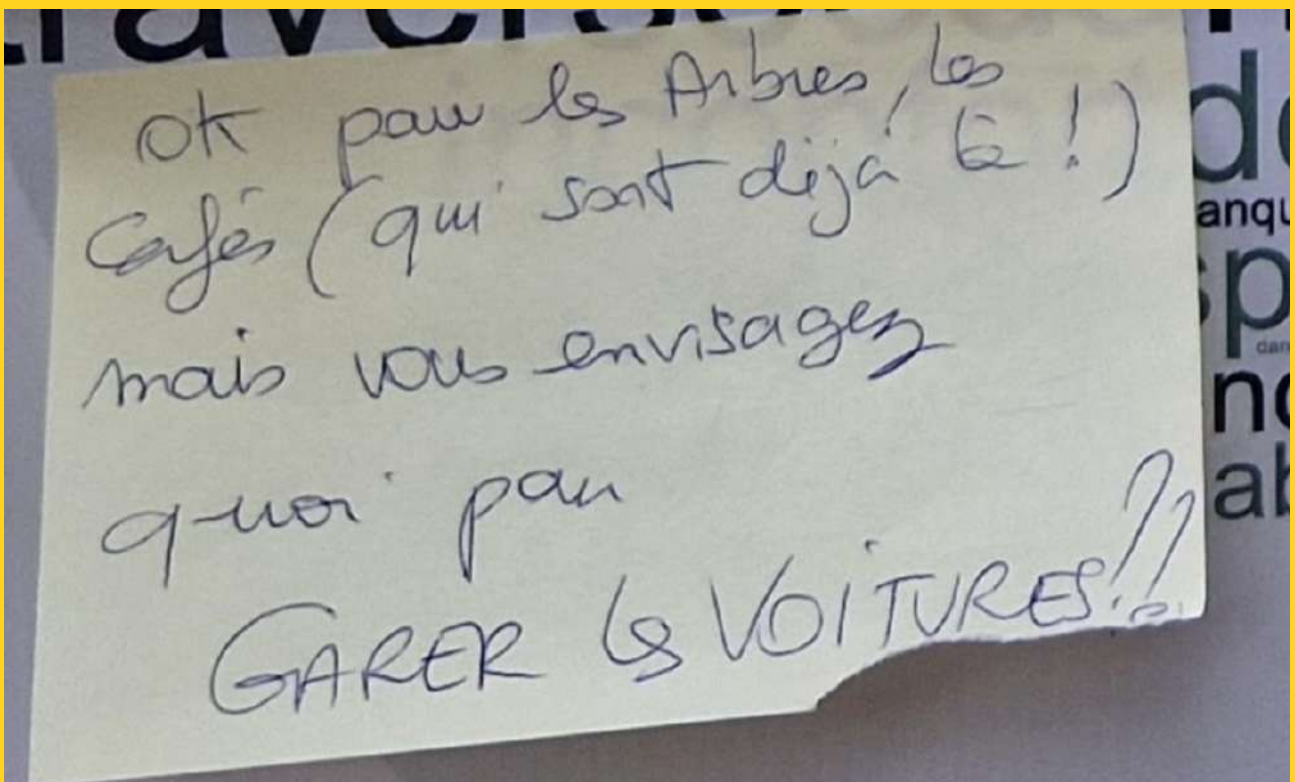 OK pour les Arbres, les
Cafés (qui sont déjà là !)
mais vous envisagez
quoi pour
GARER les VOITURES!!?